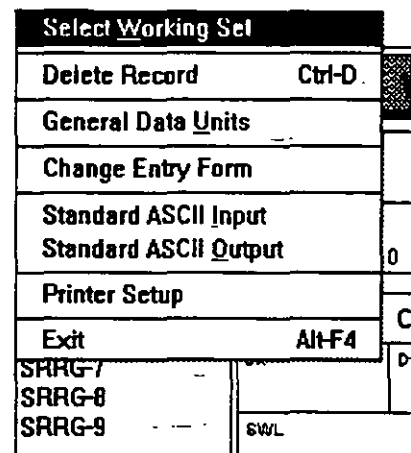 Select Working Set
Delete Record Ctrl-D
General Data Units
Change Entry Form
Standard ASCII Input
Standard ASCII Output
0
Printer Setup
C
Exit Alt-F4
D
SRRG-7
SRRG-8
SRRG-9
SWL